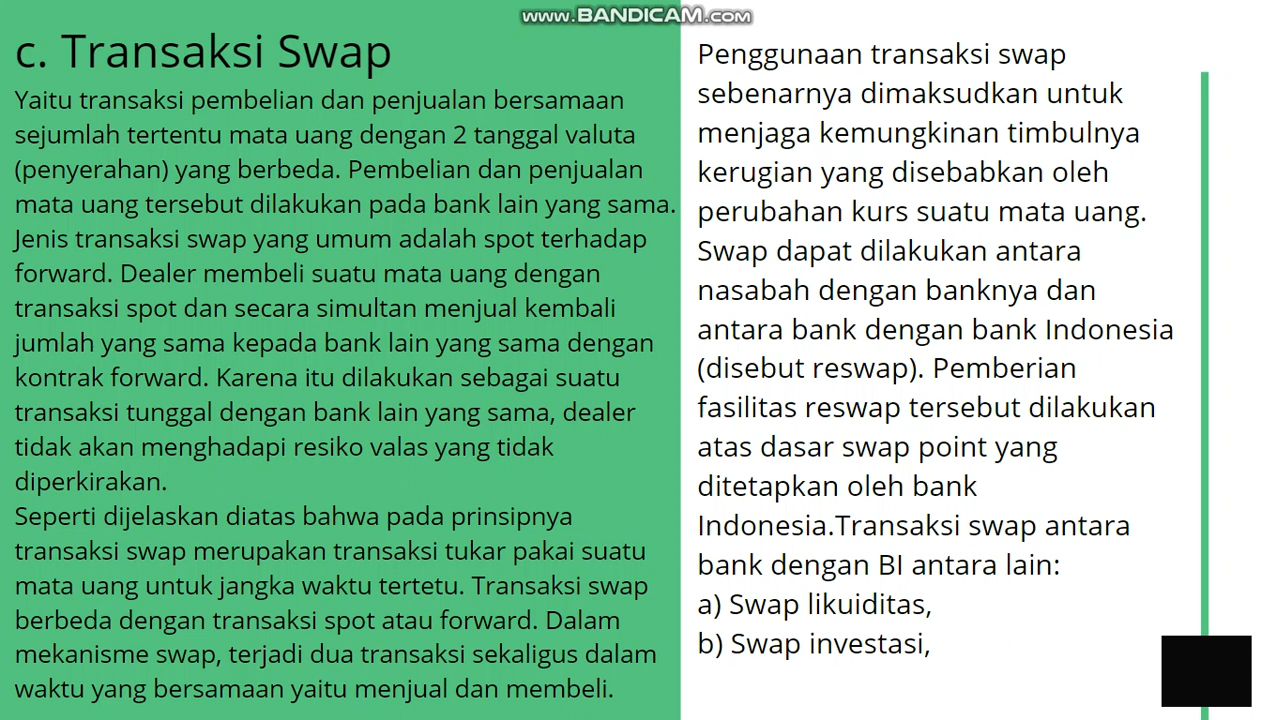 www.BANDICAM.com
c. Transaksi Swap
Yaitu transaksi pembelian dan penjualan bersamaan
sejumlah tertentu mata uang dengan 2 tanggal valuta
(penyerahan) yang berbeda. Pembelian dan penjualan
mata uang tersebut dilakukan pada bank lain yang sama.
Jenis transaksi swap yang umum adalah spot terhadap
forward. Dealer membeli suatu mata uang dengan
transaksi spot dan secara simultan menjual kembali
jumlah yang sama kepada bank lain yang sama dengan
kontrak forward. Karena itu dilakukan sebagai suatu
transaksi tunggal dengan bank lain yang sama, dealer
tidak akan menghadapi resiko valas yang tidak
diperkirakan.
Seperti dijelaskan diatas bahwa pada prinsipnya
transaksi swap merupakan transaksi tukar pakai suatu
mata uang untuk jangka waktu tertetu. Transaksi swap
berbeda dengan transaksi spot atau forward. Dalam
mekanisme swap, terjadi dua transaksi sekaligus dalam
waktu yang bersamaan yaitu menjual dan membeli.
Penggunaan transaksi swap
sebenarnya dimaksudkan untuk
menjaga kemungkinan timbulnya
kerugian yang disebabkan oleh
perubahan kurs suatu mata uang.
Swap dapat dilakukan antara
nasabah dengan banknya dan
antara bank dengan bank Indonesia
(disebut reswap). Pemberian
fasilitas reswap tersebut dilakukan
atas dasar swap point yang
ditetapkan oleh bank
Indonesia.Transaksi swap antara
bank dengan BI antara lain:
a) Swap likuiditas,
b) Swap investasi,